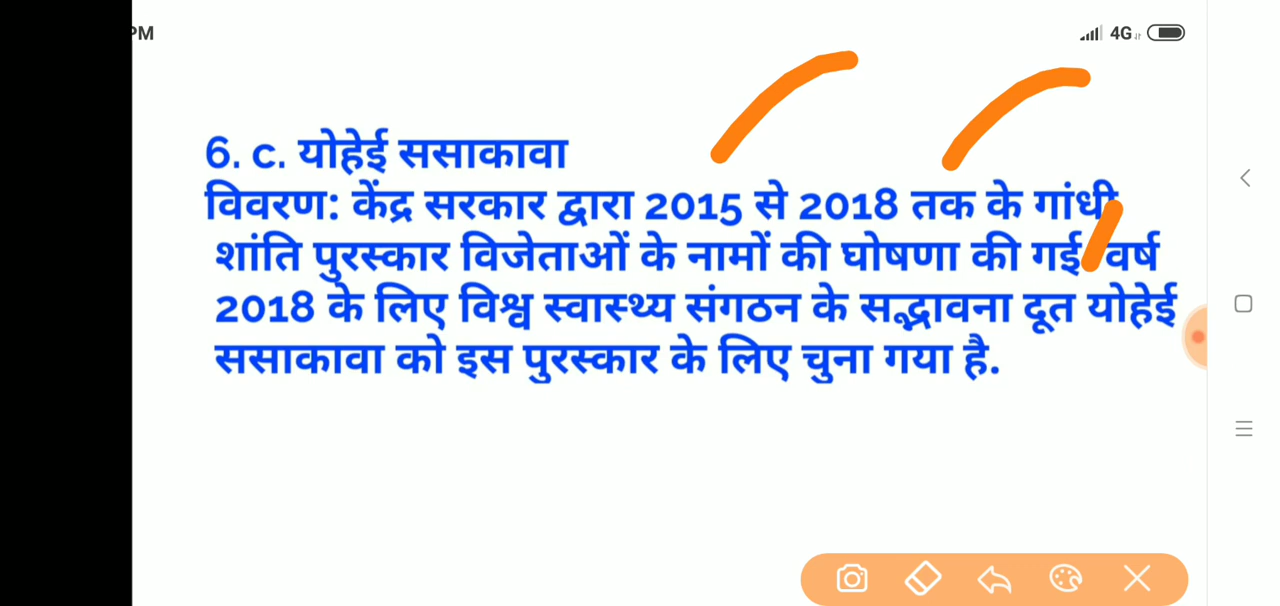 PM
4G
6. c. योहेई ससाकावा
विवरण: केंद्र सरकार द्वारा 2015 से 2018 तक के गांधी
शांति पुरस्कार विजेताओं के नामों की घोषणा की गई वर्ष
2018 के लिए विश्व स्वास्थ्य संगठन के सद्भावना दूत योहेई
ससाकावा को इस पुरस्कार के लिए चुना गया है.